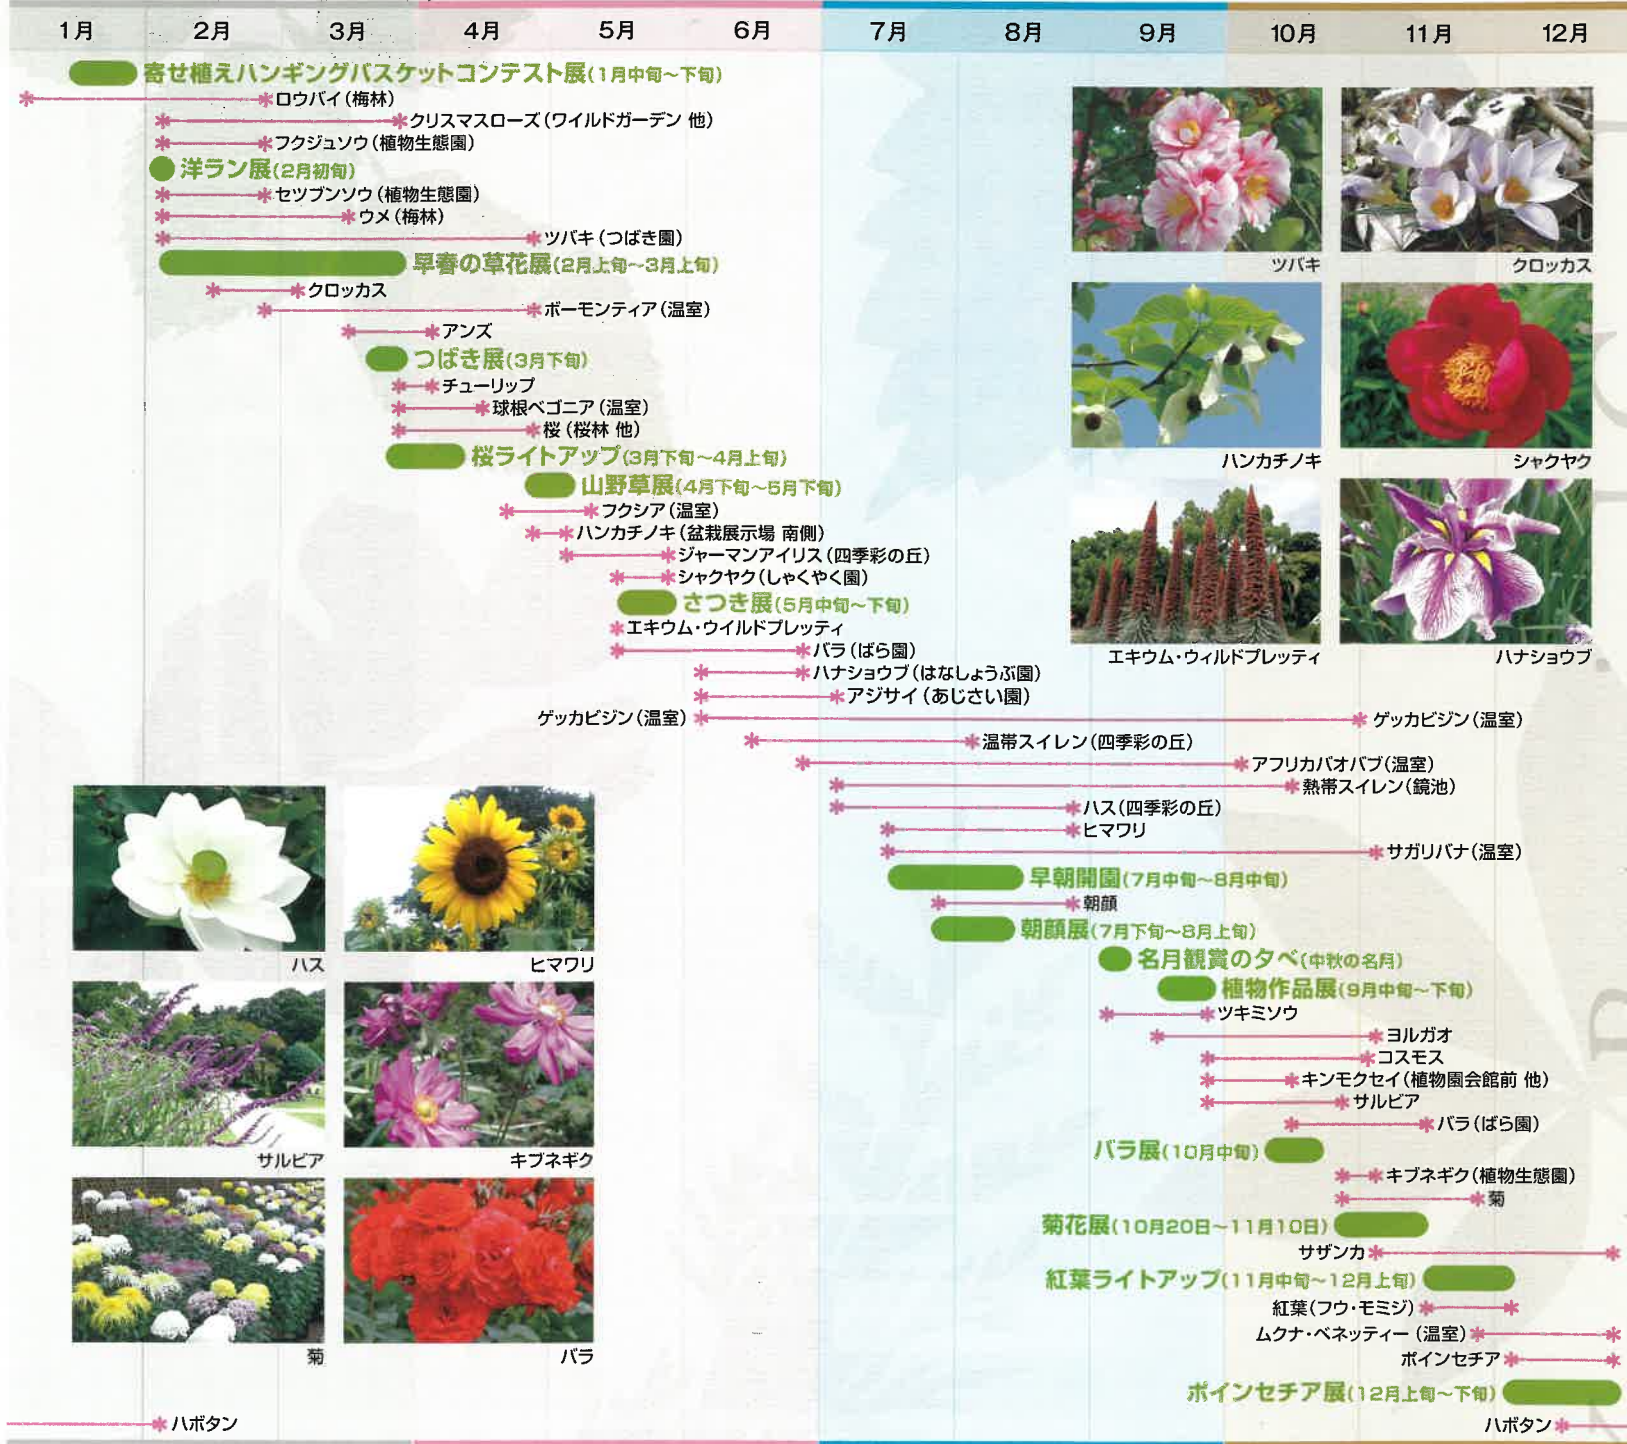 1月 2月 3月 4月 5月 6月 7月 8月 9月 10月 11月 12月
寄せ植えハンギングバスケットコンテスト展(1月中旬〜下旬)
ロウバイ(梅林)
クリスマスローズ(ワイルドガーデン 他)
フクジュソウ(植物生態園)
洋ラン展(2月初旬)
セツブンソウ(植物生態園)
ウメ(梅林)
ツバキ(つばき園)
早春の草花展(2月上旬〜3月上旬)
ツバキ
クロッカス
クロッカス
ボーモンティア(温室)
アンズ
つばき展(3月下旬)
チューリップ
球根ベゴニア(温室)
桜(桜林 他)
桜ライトアップ(3月下旬〜4月上旬)
ハンカチノキ
シャクヤク
山野草展(4月下旬〜5月下旬)
フクシア(温室)
ハンカチノキ(盆栽展示場 南側)
ジャーマンアイリス(四季彩の丘)
シャクヤク(しゃくやく園)
さつき展(5月中旬〜下旬)
エキウム・ウイルドプレッティ
バラ(ばら園)
エキウム・ウィルドプレッティ
ハナショウブ
ハナショウブ(はなしょうぶ園)
アジサイ(あじさい園)
ゲッカビジン(温室)
ゲッカビジン(温室)
温帯スイレン(四季彩の丘)
アフリカバオバブ(温室)
熱帯スイレン(鏡池)
ハス(四季彩の丘)
ヒマワリ
サガリバナ(温室)
早朝開園(7月中旬〜8月中旬)
朝顔
朝顔展(7月下旬〜8月上旬)
名月観賞の夕べ(中秋の名月)
ハス
ヒマワリ
植物作品展(9月中旬〜下旬)
ツキミソウ
ヨルガオ
コスモス
キンモクセイ(植物園会館前 他)
サルビア
バラ(ばら園)
バラ展(10月中旬)
サルビア
キブネギク
キブネギク(植物生態園)
菊
菊花展(10月20日〜11月10日)
サザンカ
紅葉ライトアップ(11月中旬〜12月上旬)
紅葉(フウ・モミジ)
ムクナ・ベネッティー(温室)
菊
バラ
ポインセチア
ポインセチア展(12月上旬〜下旬)
ハボタン
ハボタン